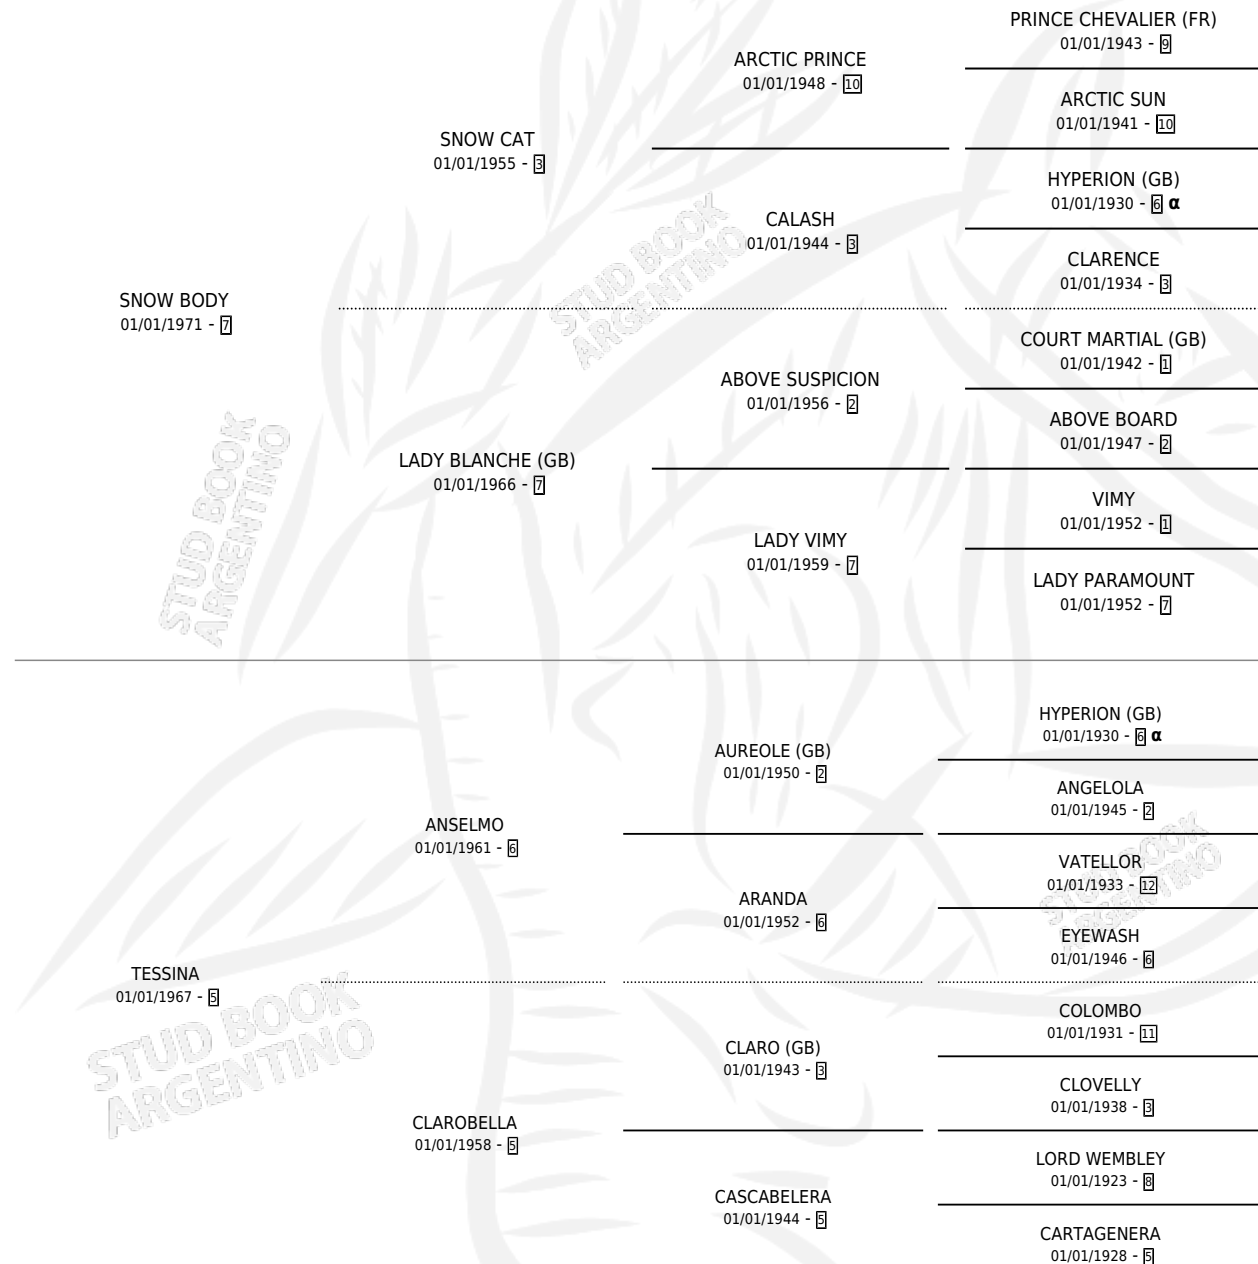 PRINCE CHEVALIER (FR)
01/01/1943 - 9
ARCTIC PRINCE
01/01/1948 - 10
ARCTIC SUN
01/01/1941 - 10
SNOW CAT
01/01/1955 - 3
HYPERION (GB)
01/01/1930 - 6 α
CALASH
01/01/1944 - 3
CLARENCE
01/01/1934 - 3
SNOW BODY
01/01/1971 - 7
COURT MARTIAL (GB)
01/01/1942 - 1
ABOVE SUSPICION
01/01/1956 - 2
ABOVE BOARD
01/01/1947 - 2
LADY BLANCHE (GB)
01/01/1966 - 7
VIMY
01/01/1952 - 1
LADY VIMY
01/01/1959 - 7
LADY PARAMOUNT
01/01/1952 - 7
HYPERION (GB)
01/01/1930 - 6 α
AUREOLE (GB)
01/01/1950 - 2
ANGELOLA
01/01/1945 - 2
ANSELMO
01/01/1961 - 6
VATELLOR
01/01/1933 - 12
ARANDA
01/01/1952 - 6
EYEWASH
01/01/1946 - 6
TESSINA
01/01/1967 - 5
COLOMBO
01/01/1931 - 11
CLARO (GB)
01/01/1943 - 3
CLOVELLY
01/01/1938 - 3
CLAROBELLA
01/01/1958 - 5
LORD WEMBLEY
01/01/1923 - 8
CASCABELERA
01/01/1944 - 5
CARTAGENERA
01/01/1928 - 5
STUD BOOK
ARGENTINO
STUD BOOK
ARGENTINO
STUD BOOK
ARGENTINO
STUD BOOK
ARGENTINO